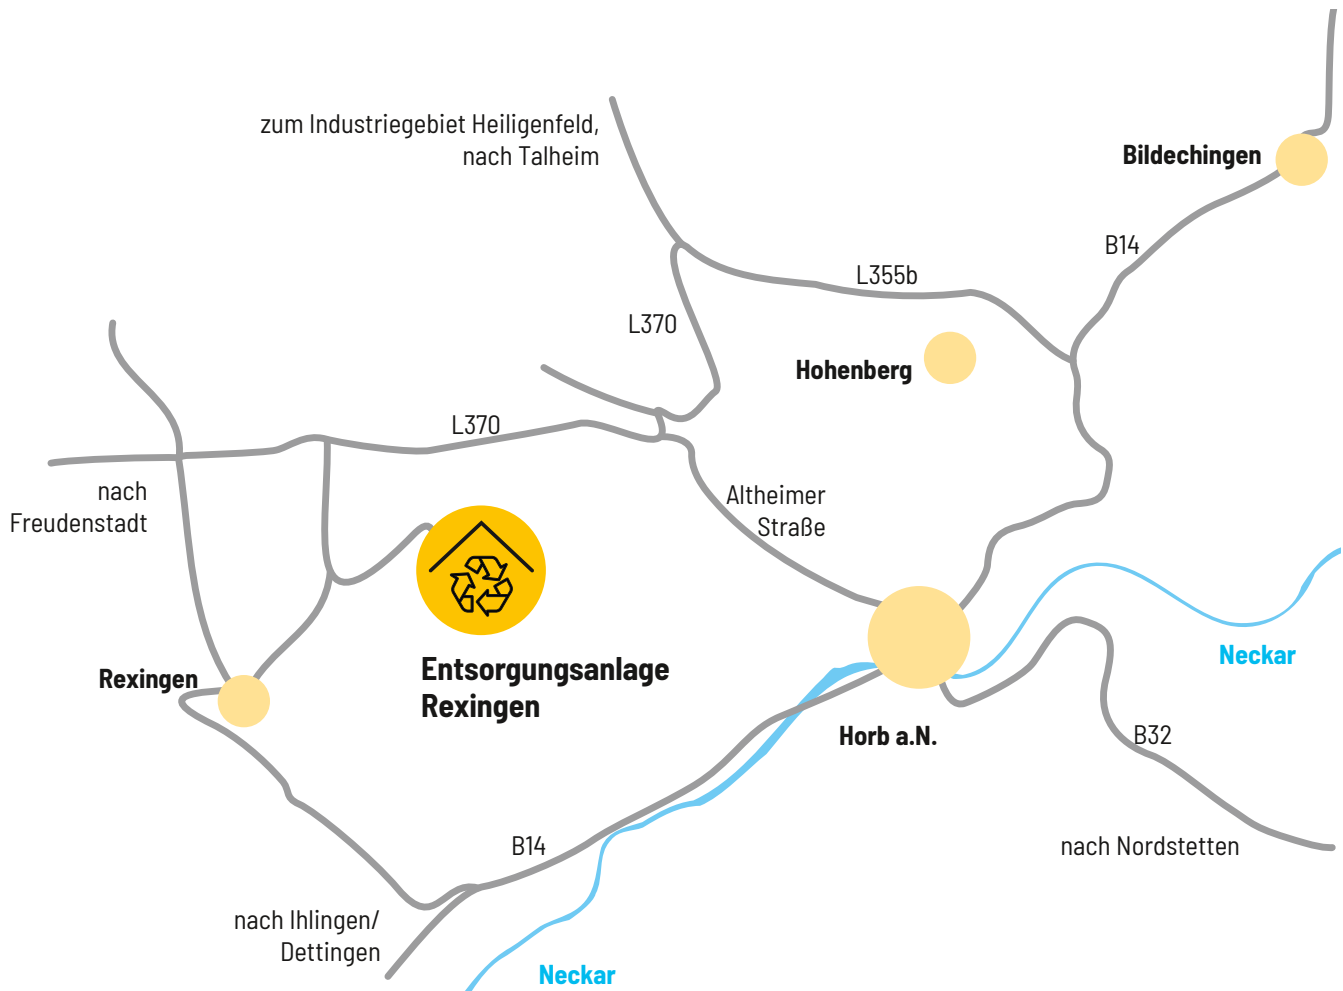 zum Industriegebiet Heiligenfeld,
nach Talheim
Bildechingen
B14
L355b
L370
Hohenberg
L370
nach
Freudenstadt
Altheimer
Straße
Entsorgungsanlage
Rexingen
Rexingen
Neckar
Horb a.N.
B32
B14
nach Nordstetten
nach Ihlingen/
Dettingen
Neckar